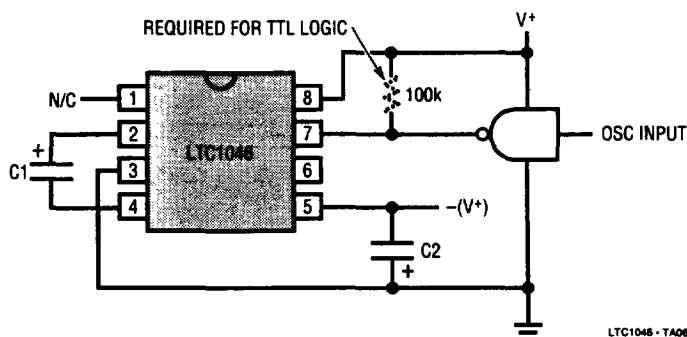 REQUIRED FOR TTL LOGIC
V+
N/C
1
8
100k
2
7
OSC INPUT
+
C1
LTC1046
3
6
4
5
–(V+)
C2
+
LTC1046 • TA06